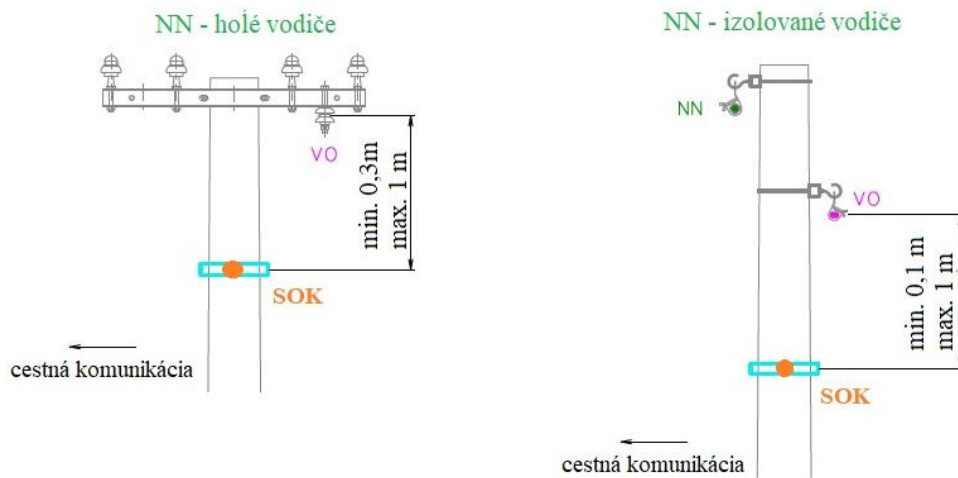 NN - holé vodiče
VO
min. 0,3m
max. 1 m
SOK
cestná komunikácia
NN - izolované vodiče
NN
VO
min. 0,1 m
max. 1 m
SOK
cestná komunikácia